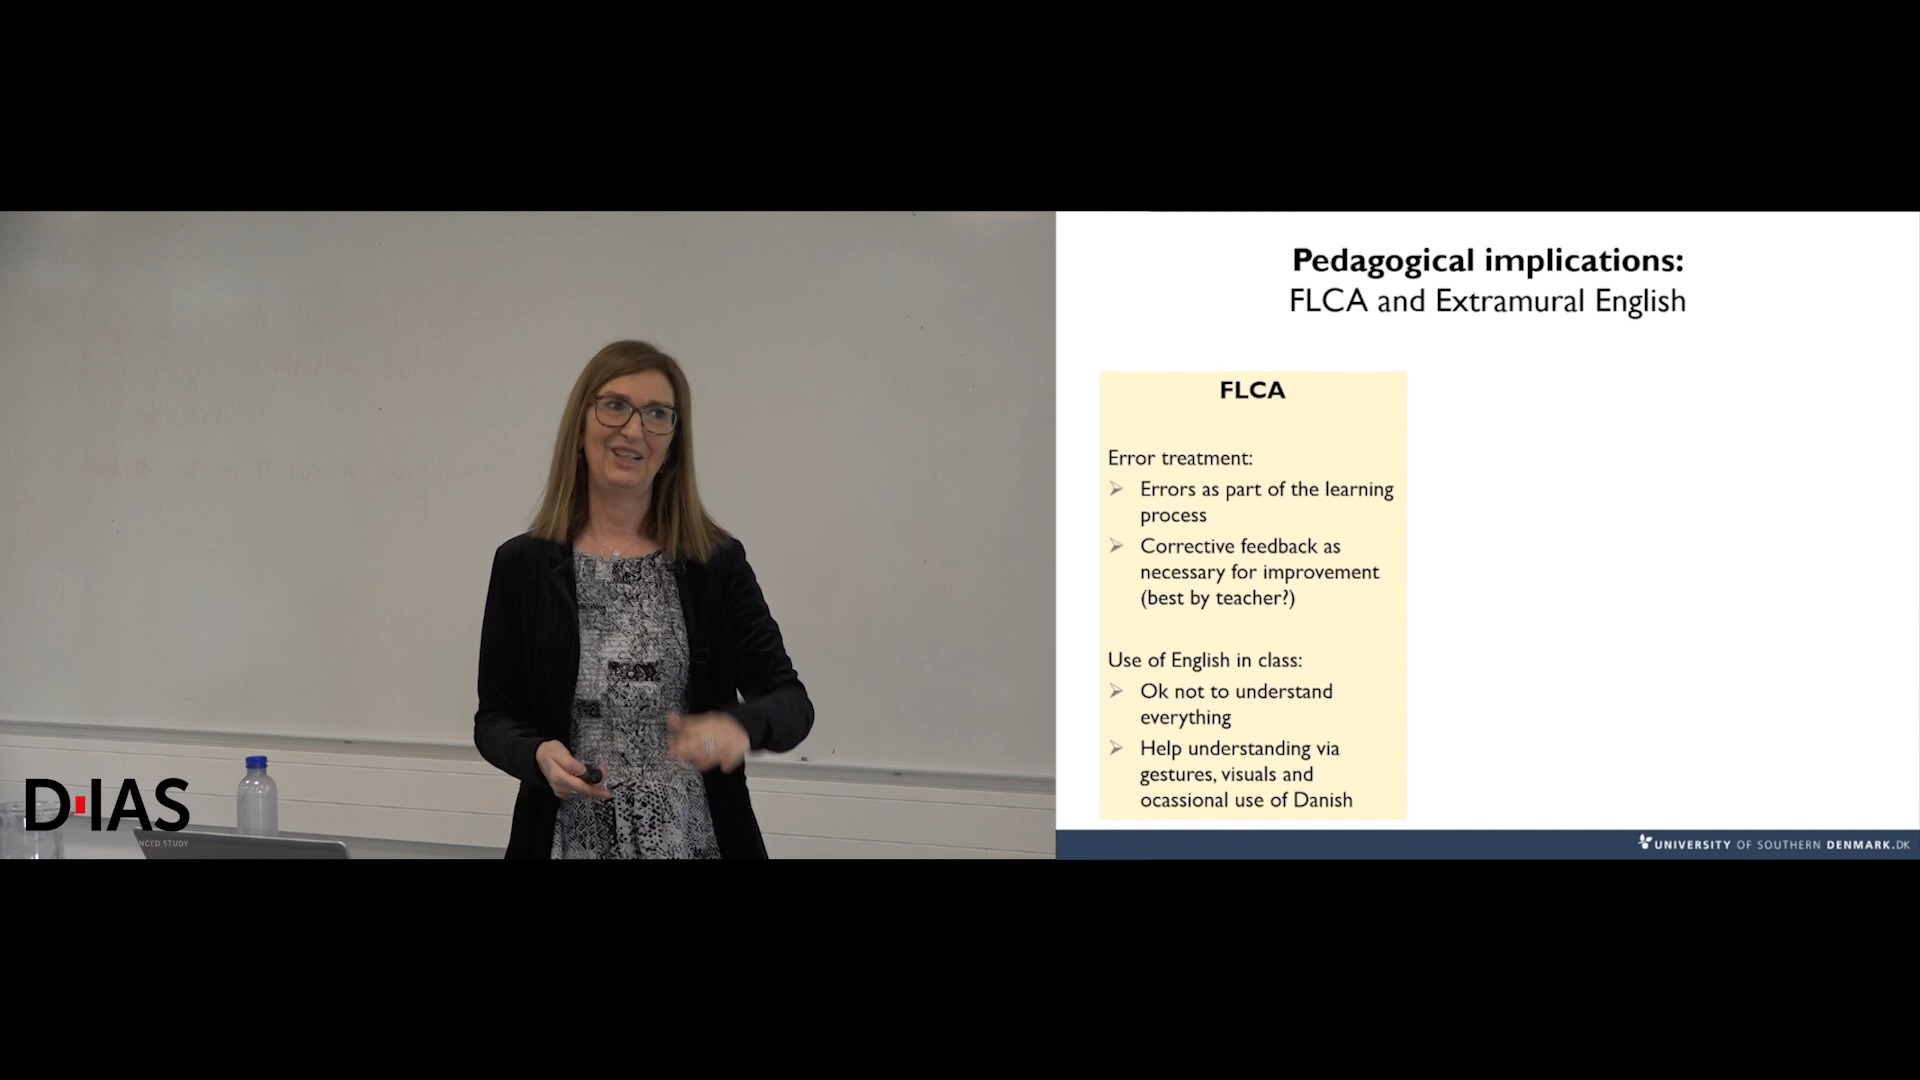 Pedagogical implications:
FLCA and Extramural English
FLCA
Error treatment:
Errors as part of the learning
process
Corrective feedback as
necessary for improvement
(best by teacher?)
Use of English in class:
Ok not to understand
everything
Help understanding via
gestures, visuals and
ocassional use of Danish
UNIVERSITY OF SOUTHERN DENMARK.DK
D·IAS
STUDY